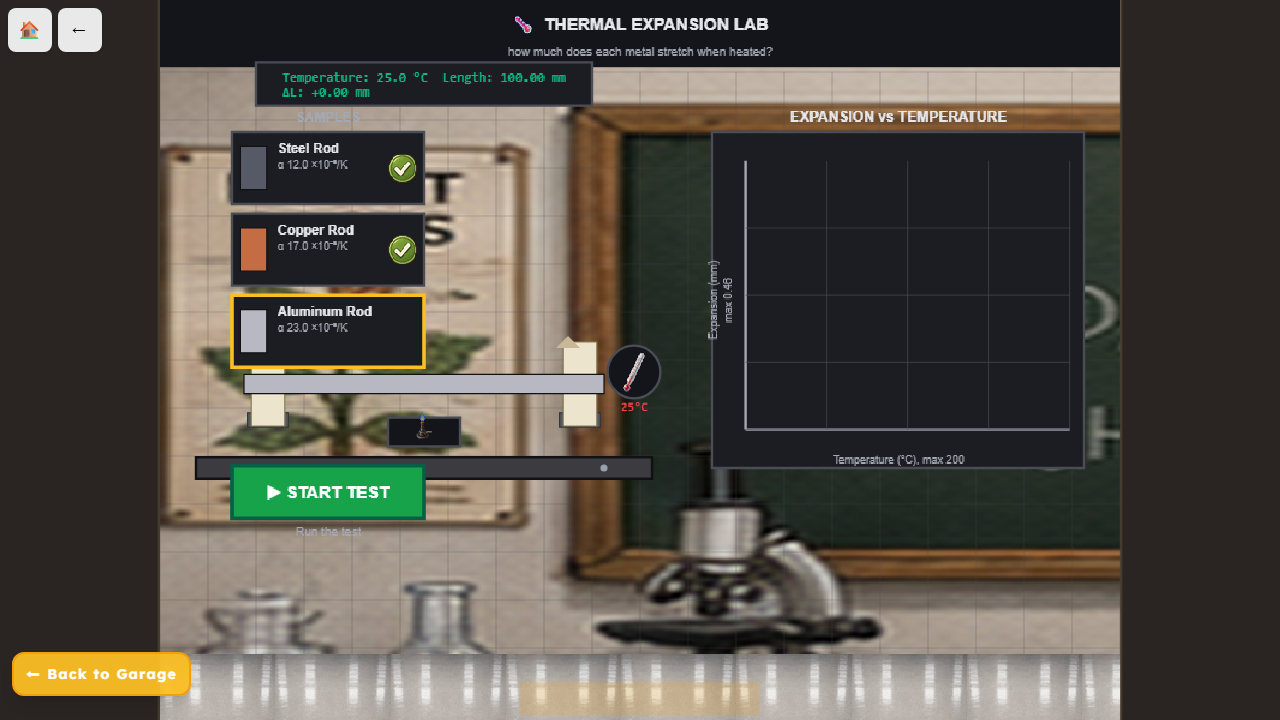 THERMAL EXPANSION LAB
how much does each metal stretch when heated?
Temperature: 25.0 °C Length: 100.00 mm
ΔL: +0.00 mm
SAMPLES
Steel Rod
α 12.0 ×10⁻⁶/K
Copper Rod
α 17.0 ×10⁻⁶/K
Aluminum Rod
α 23.0 ×10⁻⁶/K
25°C
▶ START TEST
Run the test
EXPANSION vs TEMPERATURE
Expansion (mm)
max 0.48
Temperature (°C), max 200
← Back to Garage